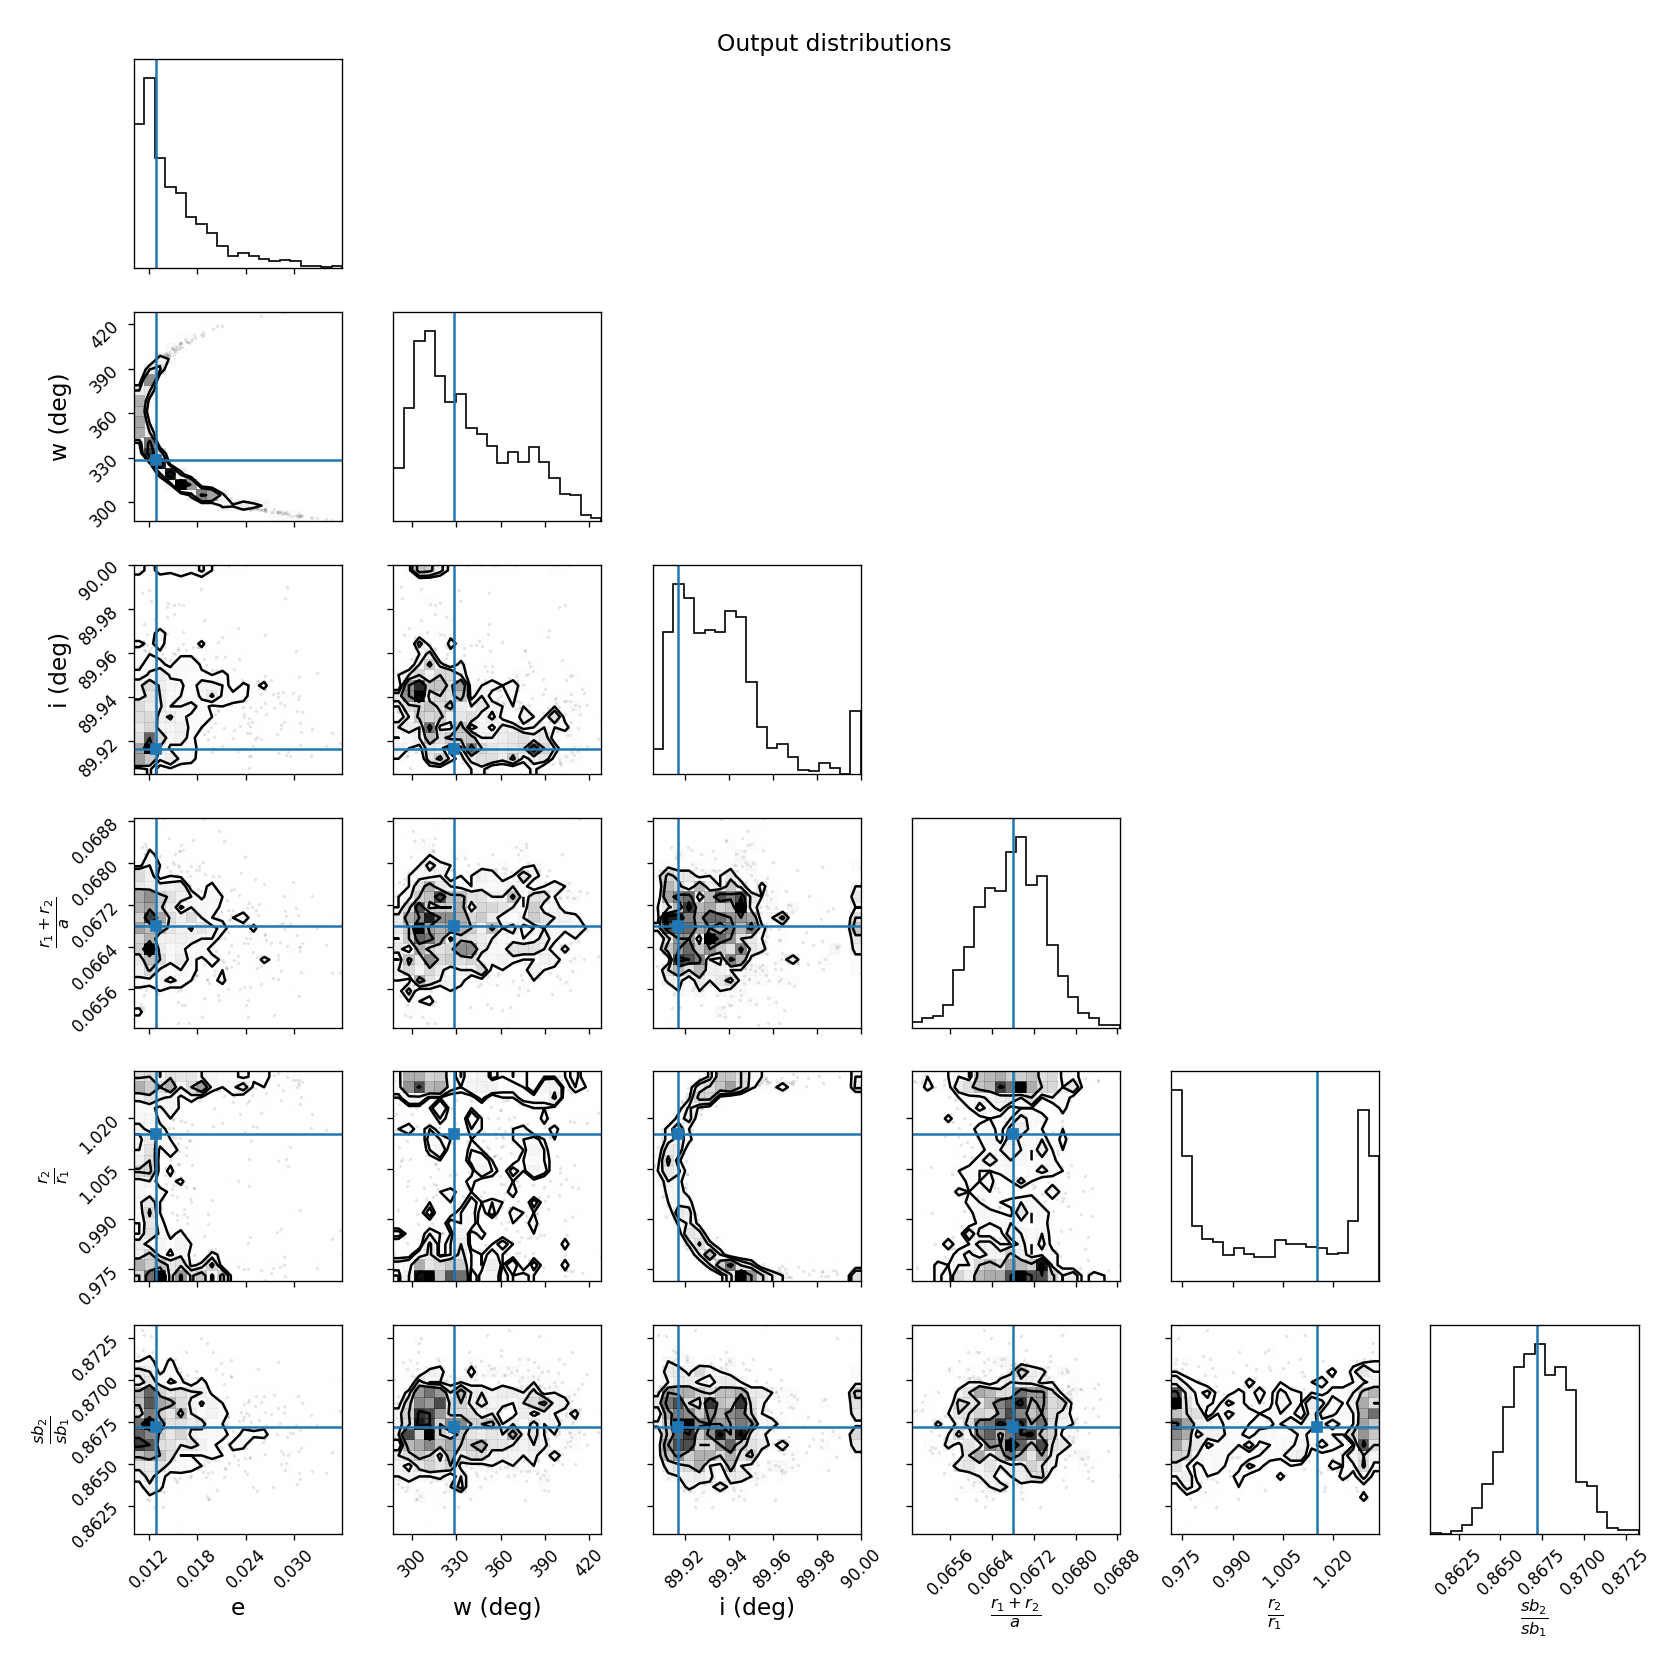 Output distributions
w (deg)
420
390
360
330
300
i (deg)
90.00
89.98
89.96
89.94
89.92
r1 + r2
a
0.0688
0.0680
0.0672
0.0664
0.0656
r2
r1
1.020
1.005
0.990
0.975
sb2
sb1
0.8725
0.8700
0.8675
0.8650
0.8625
0.012 0.018 0.024 0.030
300 330 360 390 420
89.92 89.94 89.96 89.98 90.00
0.0656 0.0664 0.0672 0.0680 0.0688
0.975 0.990 1.005 1.020
0.8625 0.8650 0.8675 0.8700 0.8725
e
w (deg)
i (deg)
r1 + r2
a
r2
r1
sb2
sb1